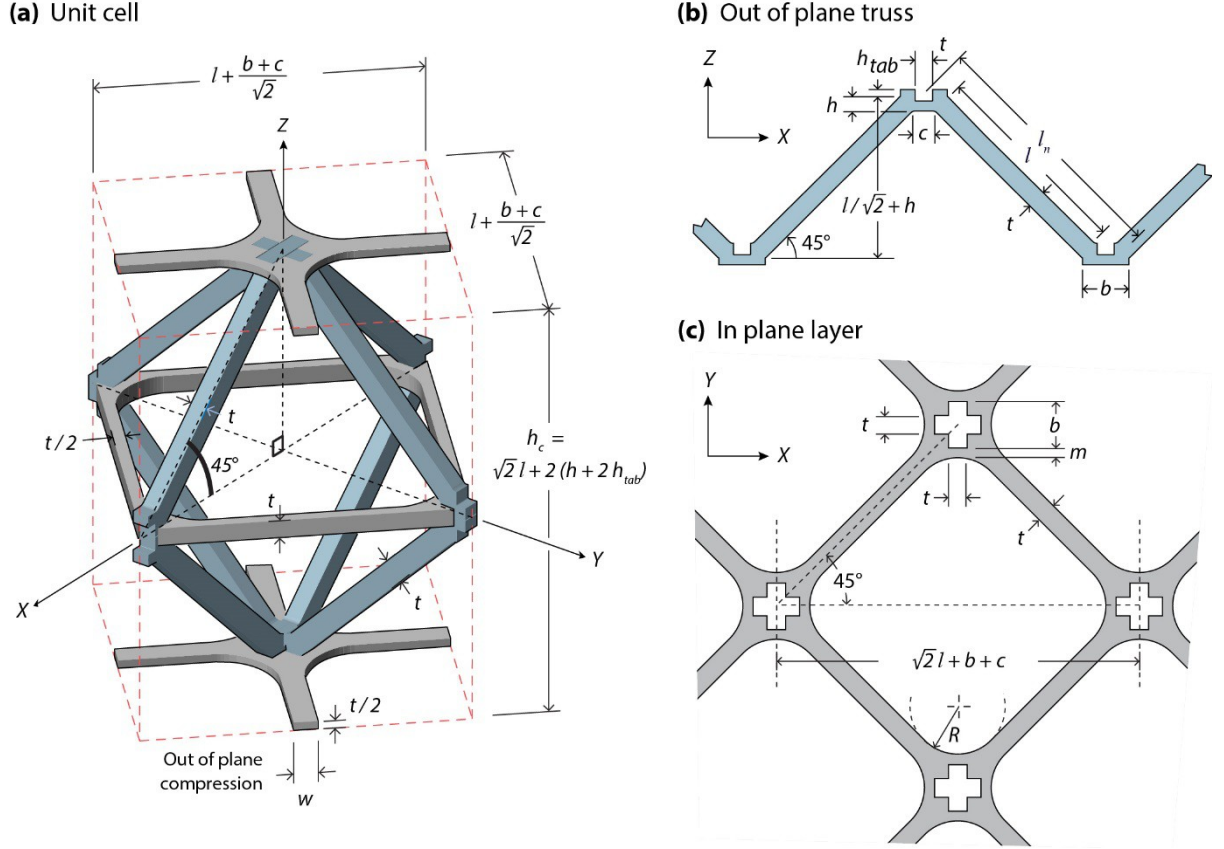 (a) Unit cell
l + (b + c)/√2
Z
l + (b + c)/√2
t
t/2
45°
h_c =
√2 l + 2 (h + 2 h_tab)
t
Y
X
t
t/2
Out of plane
compression
w
(b) Out of plane truss
Z
X
h_tab
t
h
c
l
l_n
l/√2 + h
t
45°
b
(c) In plane layer
Y
X
t
b
m
t
t
45°
√2 l + b + c
R